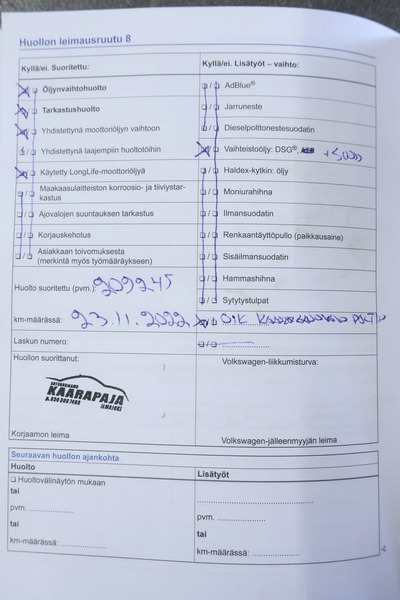 Huollon leimausruutu 8
Kyllä/ei. Suoritettu:
Öljynvaihtohuolto
Tarkastushuolto
Yhdistettynä moottoriöljyn vaihtoon
Yhdistettynä laajempiin huoltotöihin
Käytetty LongLife-moottoriöljyä
Maakaasulaitteiston korroosio- ja tiiviystar-
kastus
Ajovalojen suuntauksen tarkastus
Korjauskehotus
Asiakkaan toivomuksesta
(merkintä myös työmääräykseen)
Huolto suoritettu (pvm.): 209245
km-määrässä: 23.11.2022
Laskun numero:
Huollon suorittanut:
KAARAPAJA
ILMAJOKI
Korjaamon leima
Kyllä/ei. Lisätyöt – vaihto:
AdBlue®
Jarruneste
Dieselpolttonestesuodatin
Vaihteistoöljy: DSG®,
Haldex-kytkin: öljy
Moniurahihna
Ilmansuodatin
Renkaantäyttöpullo (paikkausaine)
Sisäilmansuodatin
Hammashihna
Sytytystulpat
Volkswagen-liikkumisturva:
Volkswagen-jälleenmyyjän leima
Seuraavan huollon ajankohta
Huolto
Huoltovälinäytön mukaan
tai
pvm. ....................
tai
km-määrässä: ....................
Lisätyöt
..............................
pvm. ....................
tai
km-määrässä: ....................